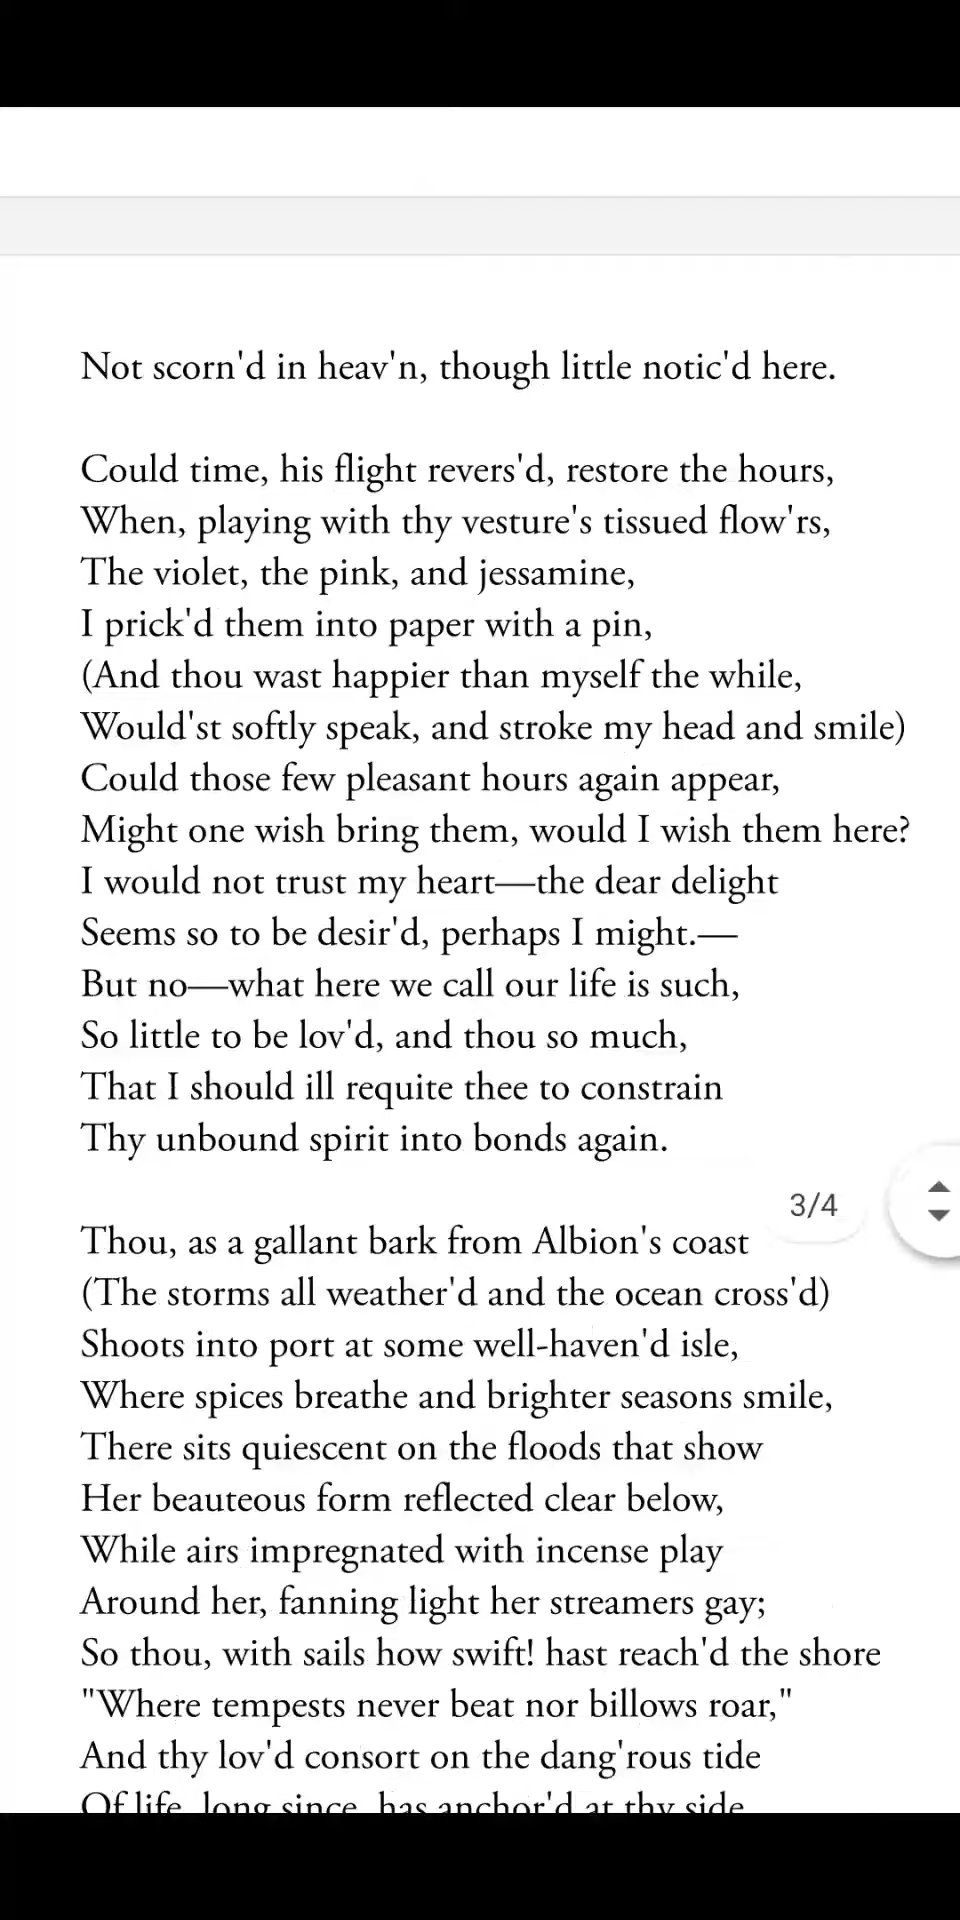 Not scorn'd in heav'n, though little notic'd here.
Could time, his flight revers'd, restore the hours,
When, playing with thy vesture's tissued flow'rs,
The violet, the pink, and jessamine,
I prick'd them into paper with a pin,
(And thou wast happier than myself the while,
Would'st softly speak, and stroke my head and smile)
Could those few pleasant hours again appear,
Might one wish bring them, would I wish them here?
I would not trust my heart—the dear delight
Seems so to be desir'd, perhaps I might.—
But no—what here we call our life is such,
So little to be lov'd, and thou so much,
That I should ill requite thee to constrain
Thy unbound spirit into bonds again.
3/4
Thou, as a gallant bark from Albion's coast
(The storms all weather'd and the ocean cross'd)
Shoots into port at some well-haven'd isle,
Where spices breathe and brighter seasons smile,
There sits quiescent on the floods that show
Her beauteous form reflected clear below,
While airs impregnated with incense play
Around her, fanning light her streamers gay;
So thou, with sails how swift! hast reach'd the shore
"Where tempests never beat nor billows roar,"
And thy lov'd consort on the dang'rous tide
Of life, long since, has anchor'd at thy side